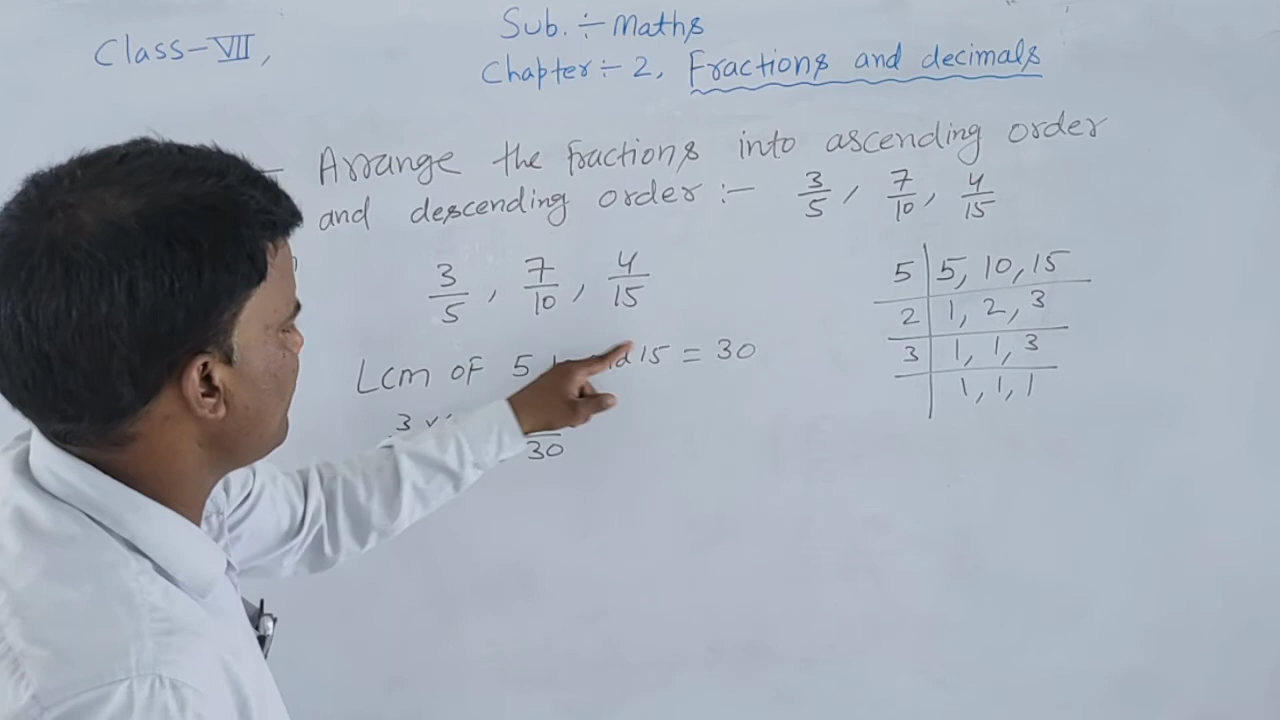 Class-VII,
Sub. ÷ Maths
Chapter :- 2, Fractions and decimals
Arrange the fractions into ascending order
and descending order :- 3/5, 7/10, 4/15
3/5, 7/10, 4/15
LCM OF 5 15 = 30
3
30
5 | 5, 10, 15
2 | 1, 2, 3
3 | 1, 1, 3
1, 1, 1